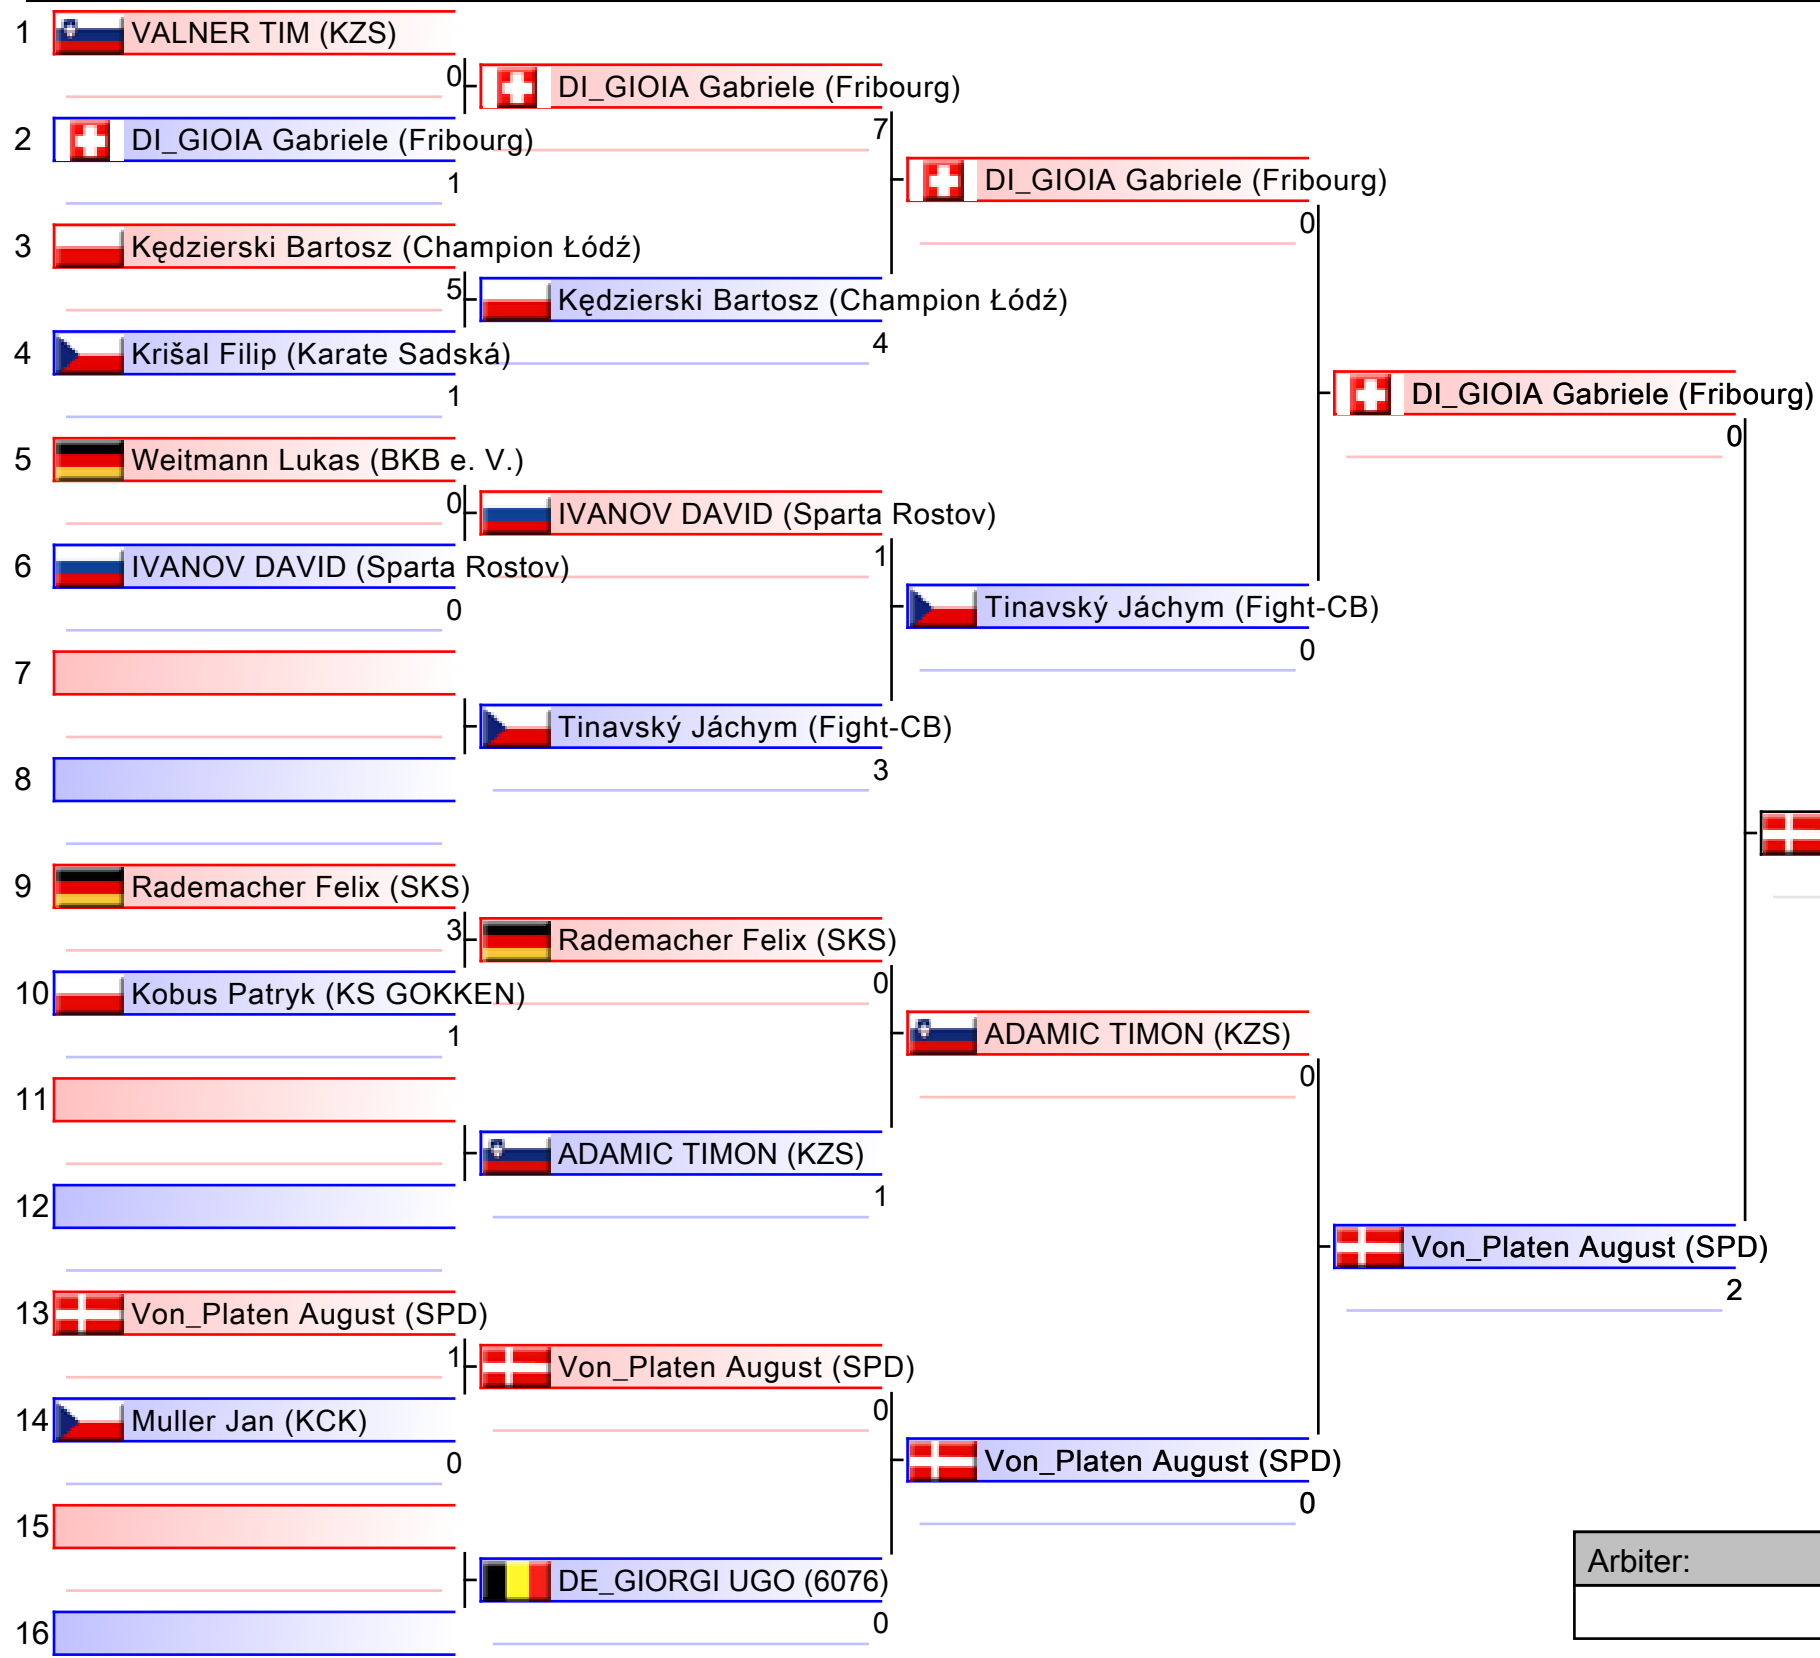 1 VALNER TIM (KZS)
0
2 DI_GIOIA Gabriele (Fribourg)
1
3 Kędzierski Bartosz (Champion Łódź)
5
4 Krišal Filip (Karate Sadská)
1
5 Weitmann Lukas (BKB e. V.)
0
6 IVANOV DAVID (Sparta Rostov)
0
7
8
9 Rademacher Felix (SKS)
3
10 Kobus Patryk (KS GOKKEN)
1
11
12
13 Von_Platen August (SPD)
1
14 Muller Jan (KCK)
0
15
16
DI_GIOIA Gabriele (Fribourg)
7
Kędzierski Bartosz (Champion Łódź)
4
IVANOV DAVID (Sparta Rostov)
1
Tinavský Jáchym (Fight-CB)
3
Rademacher Felix (SKS)
0
ADAMIC TIMON (KZS)
1
Von_Platen August (SPD)
0
DE_GIORGI UGO (6076)
0
DI_GIOIA Gabriele (Fribourg)
0
Tinavský Jáchym (Fight-CB)
0
ADAMIC TIMON (KZS)
0
Von_Platen August (SPD)
0
DI_GIOIA Gabriele (Fribourg)
0
Von_Platen August (SPD)
2
Arbiter: